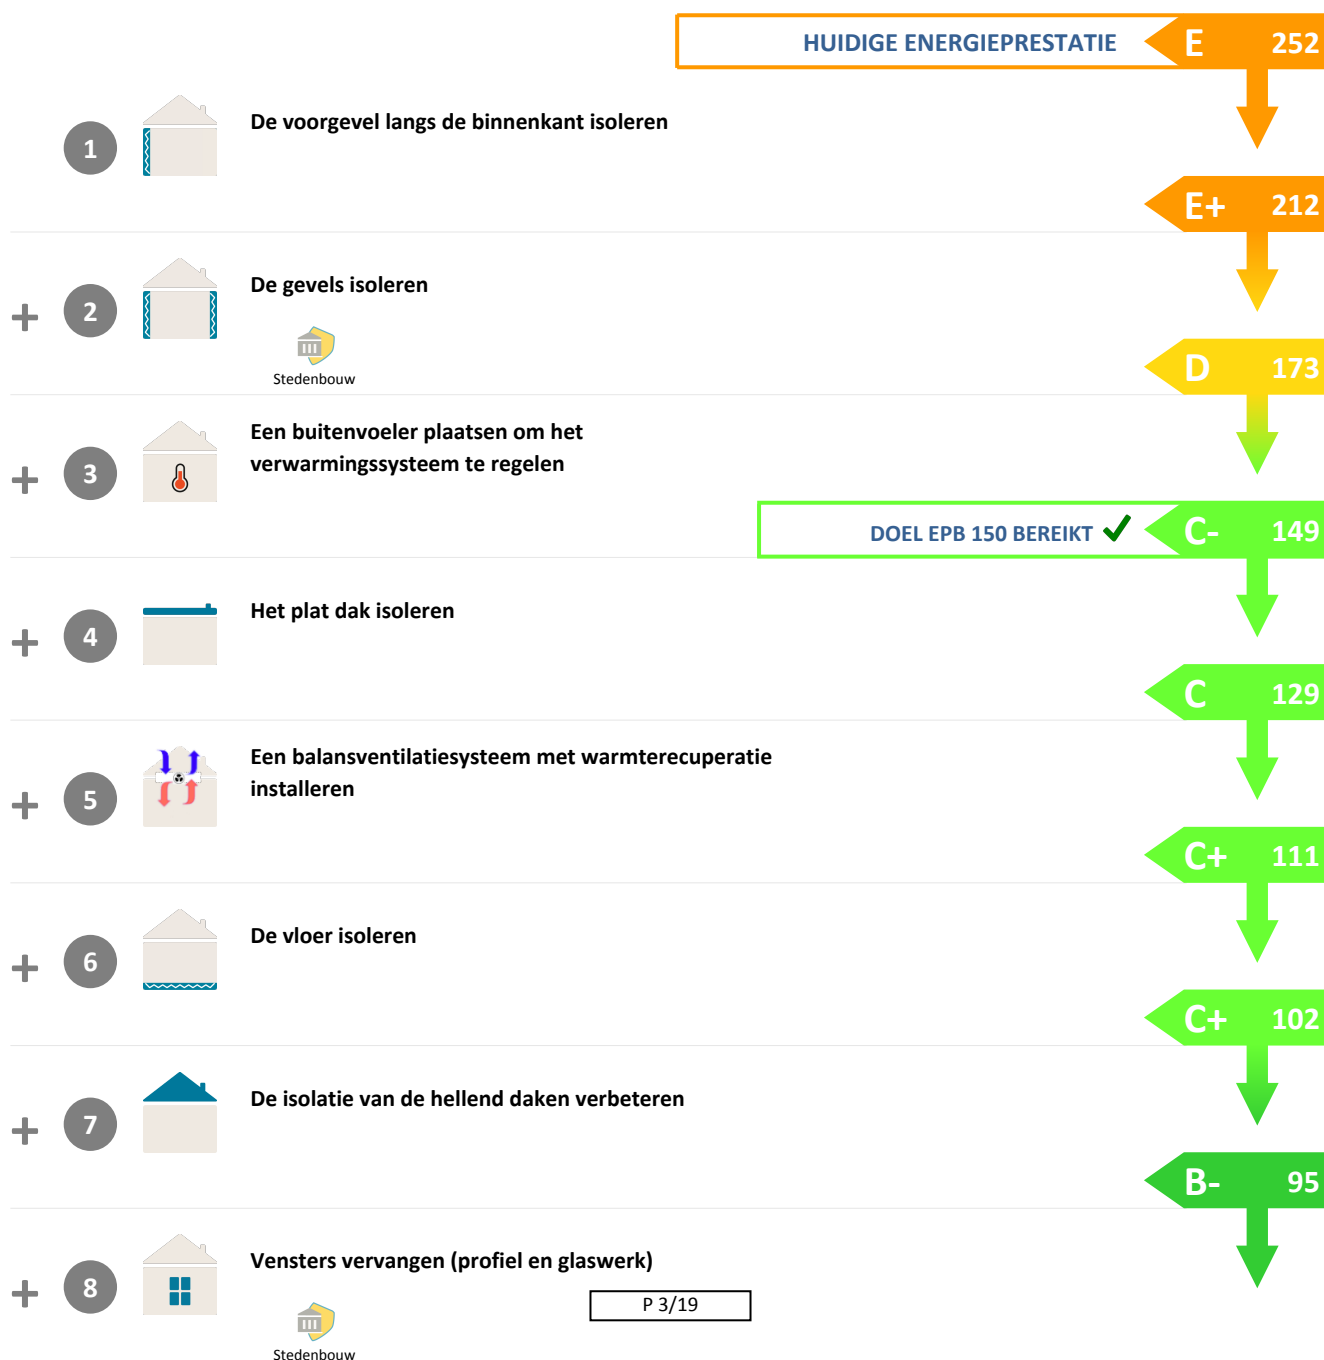 HUIDIGE ENERGIEPRESTATIE E 252
1 De voorgevel langs de binnenkant isoleren
E+ 212
+ 2 De gevels isoleren
Stedenbouw
D 173
+ 3 Een buitenvoeler plaatsen om het
verwarmingssysteem te regelen
DOEL EPB 150 BEREIKT ✓ C- 149
+ 4 Het plat dak isoleren
C 129
+ 5 Een balansventilatiesysteem met warmterecuperatie
installeren
C+ 111
+ 6 De vloer isoleren
C+ 102
+ 7 De isolatie van de hellend daken verbeteren
B- 95
+ 8 Vensters vervangen (profiel en glaswerk)
P 3/19
Stedenbouw